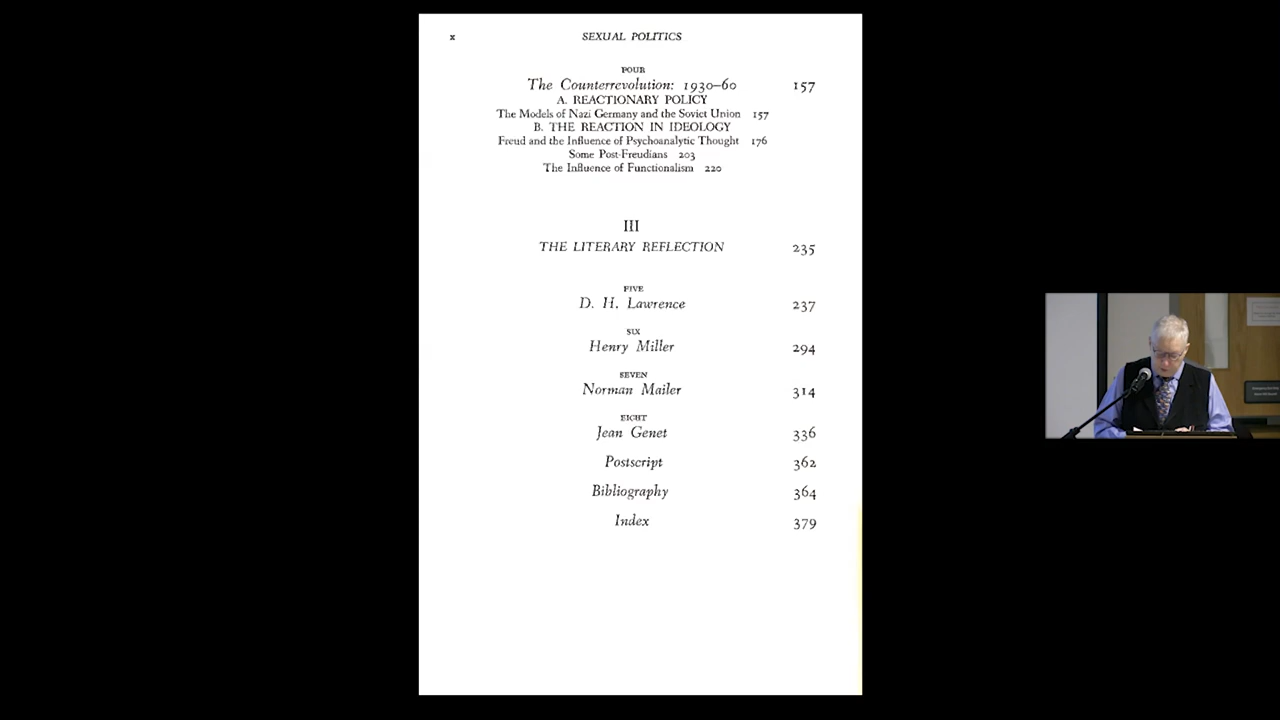 x SEXUAL POLITICS
FOUR
The Counterrevolution: 1930–60 157
A. REACTIONARY POLICY
The Models of Nazi Germany and the Soviet Union 157
B. THE REACTION IN IDEOLOGY
Freud and the Influence of Psychoanalytic Thought 176
Some Post-Freudians 203
The Influence of Functionalism 220
III
THE LITERARY REFLECTION 235
FIVE
D. H. Lawrence 237
SIX
Henry Miller 294
SEVEN
Norman Mailer 314
EIGHT
Jean Genet 336
Postscript 362
Bibliography 364
Index 379